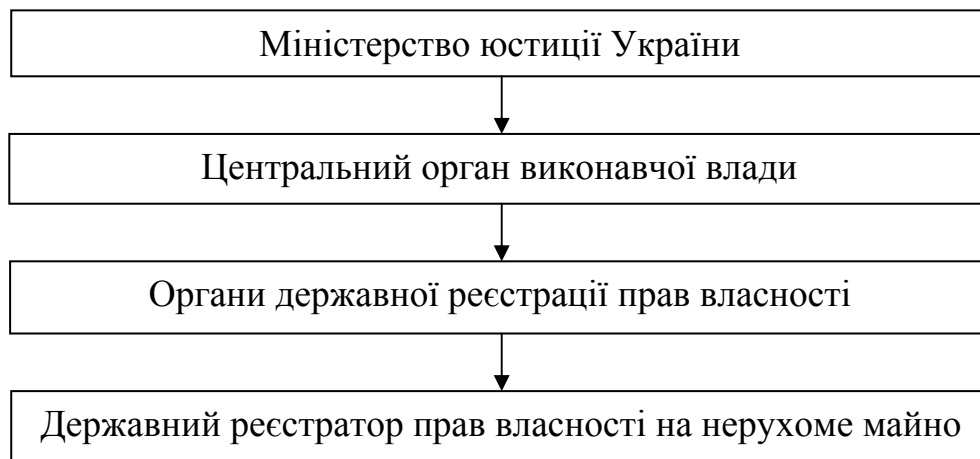 Міністерство юстиції України
Центральний орган виконавчої влади
Органи державної реєстрації прав власності
Державний реєстратор прав власності на нерухоме майно